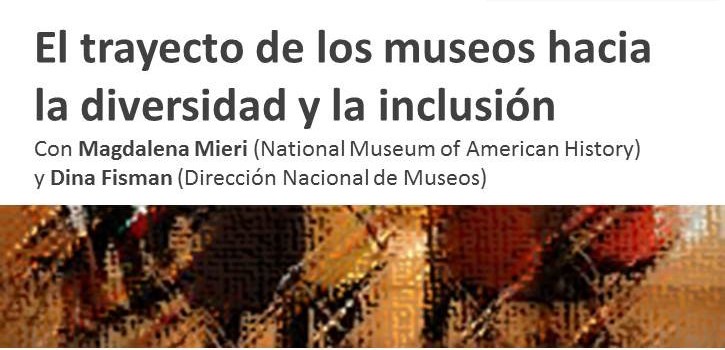 El trayecto de los museos hacia
la diversidad y la inclusión
Con Magdalena Mieri (National Museum of American History)
y Dina Fisman (Dirección Nacional de Museos)